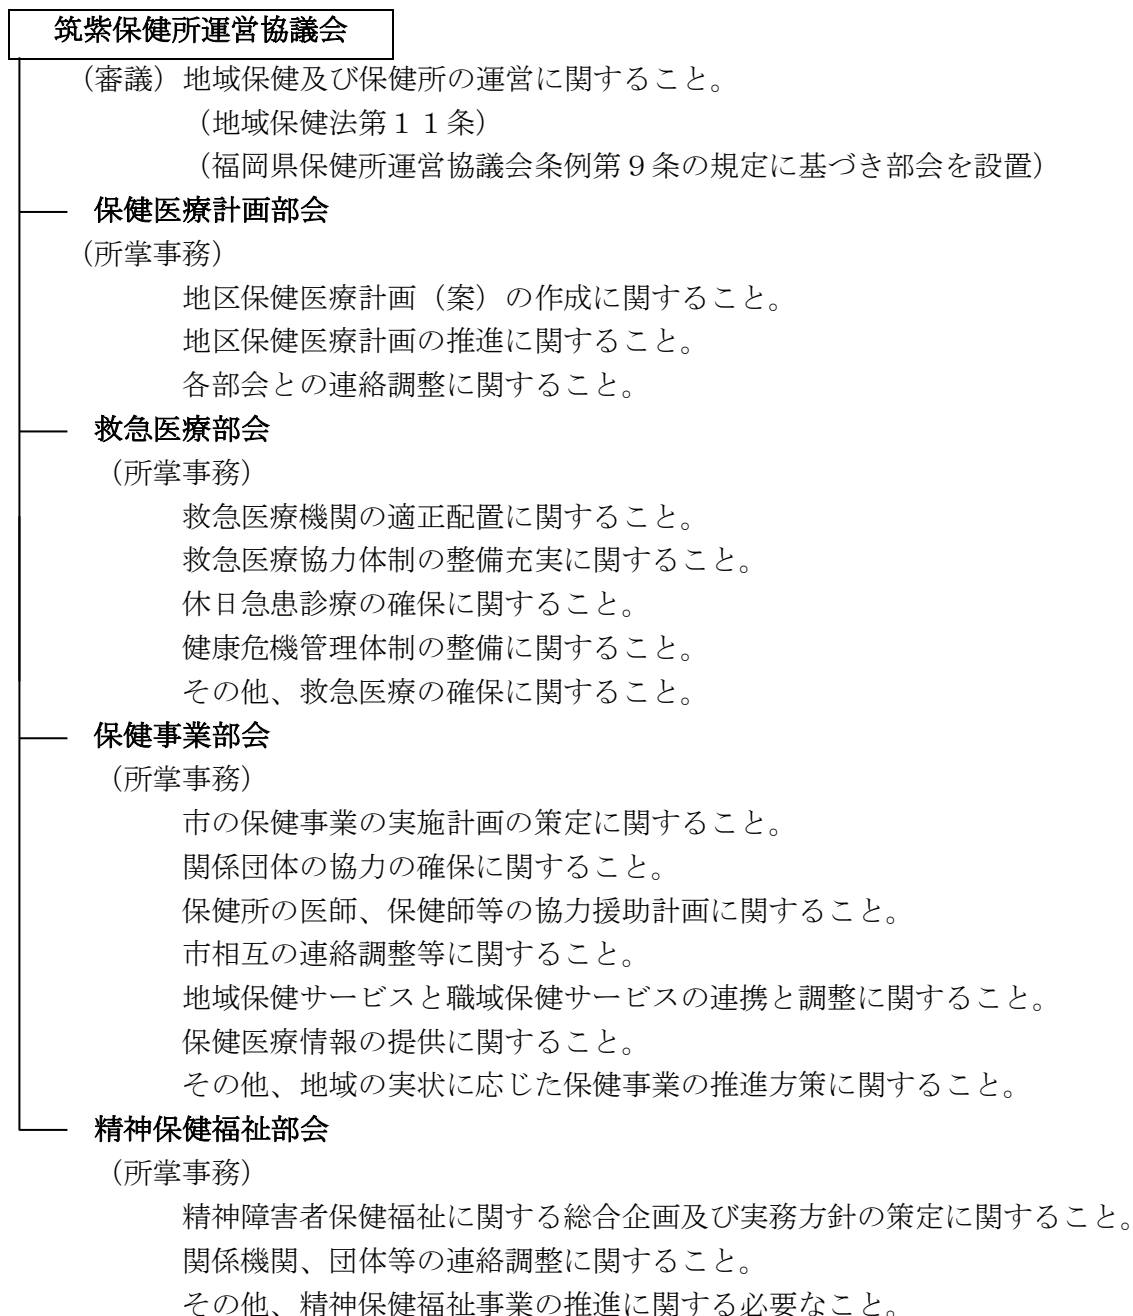 筑紫保健所運営協議会
（審議）地域保健及び保健所の運営に関すること。
（地域保健法第１１条）
（福岡県保健所運営協議会条例第９条の規定に基づき部会を設置）
保健医療計画部会
（所掌事務）
地区保健医療計画（案）の作成に関すること。
地区保健医療計画の推進に関すること。
各部会との連絡調整に関すること。
救急医療部会
（所掌事務）
救急医療機関の適正配置に関すること。
救急医療協力体制の整備充実に関すること。
休日急患診療の確保に関すること。
健康危機管理体制の整備に関すること。
その他、救急医療の確保に関すること。
保健事業部会
（所掌事務）
市の保健事業の実施計画の策定に関すること。
関係団体の協力の確保に関すること。
保健所の医師、保健師等の協力援助計画に関すること。
市相互の連絡調整等に関すること。
地域保健サービスと職域保健サービスの連携と調整に関すること。
保健医療情報の提供に関すること。
その他、地域の実状に応じた保健事業の推進方策に関すること。
精神保健福祉部会
（所掌事務）
精神障害者保健福祉に関する総合企画及び実務方針の策定に関すること。
関係機関、団体等の連絡調整に関すること。
その他、精神保健福祉事業の推進に関する必要なこと。